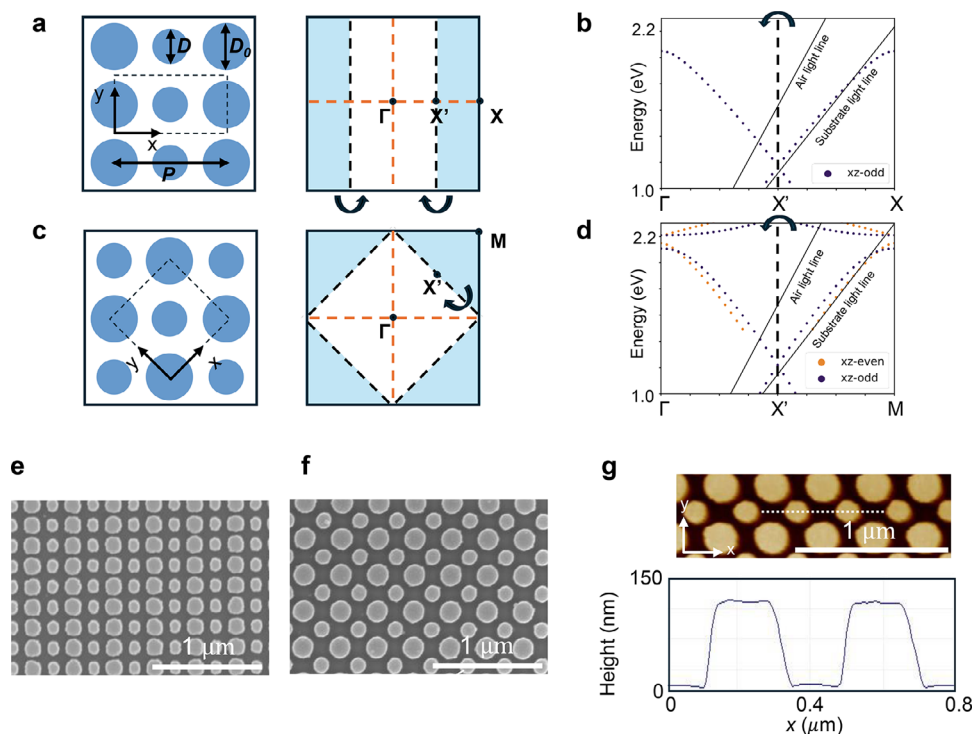 a
D
D₀
y
x
P
Γ
X'
X
b
2.2
Energy (eV)
1.0
Air light line
Substrate light line
xz-odd
Γ
X'
X
c
y
x
M
X'
Γ
d
2.2
Energy (eV)
1.0
Air light line
Substrate light line
xz-even
xz-odd
Γ
X'
M
e
1 μm
f
1 μm
g
y
x
1 μm
150
Height (nm)
0
0
0.4
0.8
x (μm)